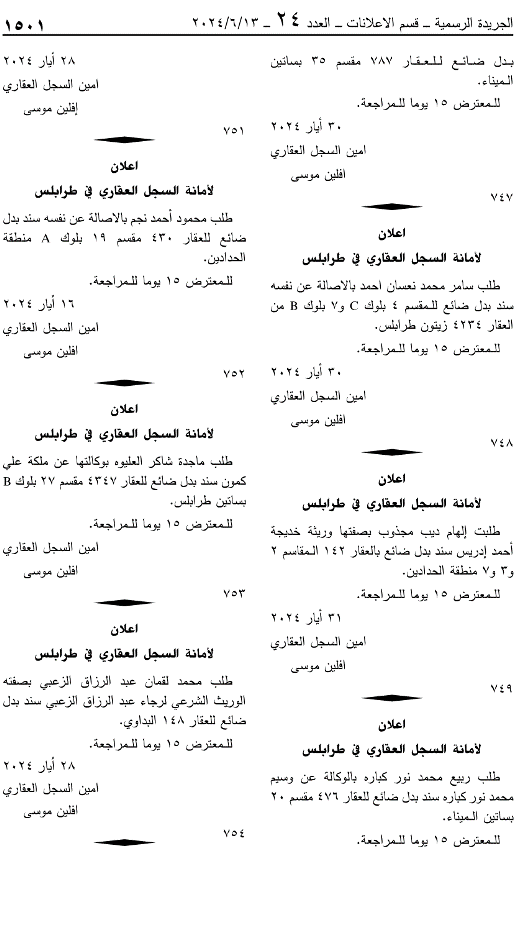 الجريدة الرسمية ــ قسم الاعلانات ــ العدد ٢٤ ــ ٢٠٢٤/٦/١٣
١٥٠١
بدل ضائع للعقار ٧٨٧ مقسم ٣٥ بساتين
الميناء.
للمعترض ١٥ يوما للمراجعة.
٣٠ أيار ٢٠٢٤
امين السجل العقاري
افلين موسى
٧٤٧
اعلان
لأمانة السجل العقاري في طرابلس
طلب سامر محمد نعسان احمد بالاصالة عن نفسه
سند بدل ضائع للمقسم ٤ بلوك C و٧ بلوك B من
العقار ٤٢٣٤ زيتون طرابلس.
للمعترض ١٥ يوما للمراجعة.
٣٠ أيار ٢٠٢٤
امين السجل العقاري
افلين موسى
٧٤٨
اعلان
لأمانة السجل العقاري في طرابلس
طلبت إلهام ديب مجذوب بصفتها وريثة خديجة
أحمد إدريس سند بدل ضائع بالعقار ١٤٢ المقاسم ٢
و٣ و٧ منطقة الحدادين.
للمعترض ١٥ يوما للمراجعة.
٣١ أيار ٢٠٢٤
امين السجل العقاري
افلين موسى
٧٤٩
اعلان
لأمانة السجل العقاري في طرابلس
طلب ربيع محمد نور كباره بالوكالة عن وسيم
محمد نور كباره سند بدل ضائع للعقار ٤٧٦ مقسم ٢٠
بساتين الميناء.
للمعترض ١٥ يوما للمراجعة.
٢٨ أيار ٢٠٢٤
امين السجل العقاري
إفلين موسى
٧٥١
اعلان
لأمانة السجل العقاري في طرابلس
طلب محمود أحمد نجم بالاصالة عن نفسه سند بدل
ضائع للعقار ٤٣٠ مقسم ١٩ بلوك A منطقة
الحدادين.
للمعترض ١٥ يوما للمراجعة.
١٦ أيار ٢٠٢٤
امين السجل العقاري
افلين موسى
٧٥٢
اعلان
لأمانة السجل العقاري في طرابلس
طلب ماجدة شاكر العليوه بوكالتها عن ملكة علي
كمون سند بدل ضائع للعقار ٤٣٤٧ مقسم ٢٧ بلوك B
بساتين طرابلس.
للمعترض ١٥ يوما للمراجعة.
امين السجل العقاري
افلين موسى
٧٥٣
اعلان
لأمانة السجل العقاري في طرابلس
طلب محمد لقمان عبد الرزاق الزعبي بصفته
الوريث الشرعي لرجاء عبد الرزاق الزعبي سند بدل
ضائع للعقار ١٤٨ البداوي.
للمعترض ١٥ يوما للمراجعة.
٢٨ أيار ٢٠٢٤
امين السجل العقاري
افلين موسى
٧٥٤